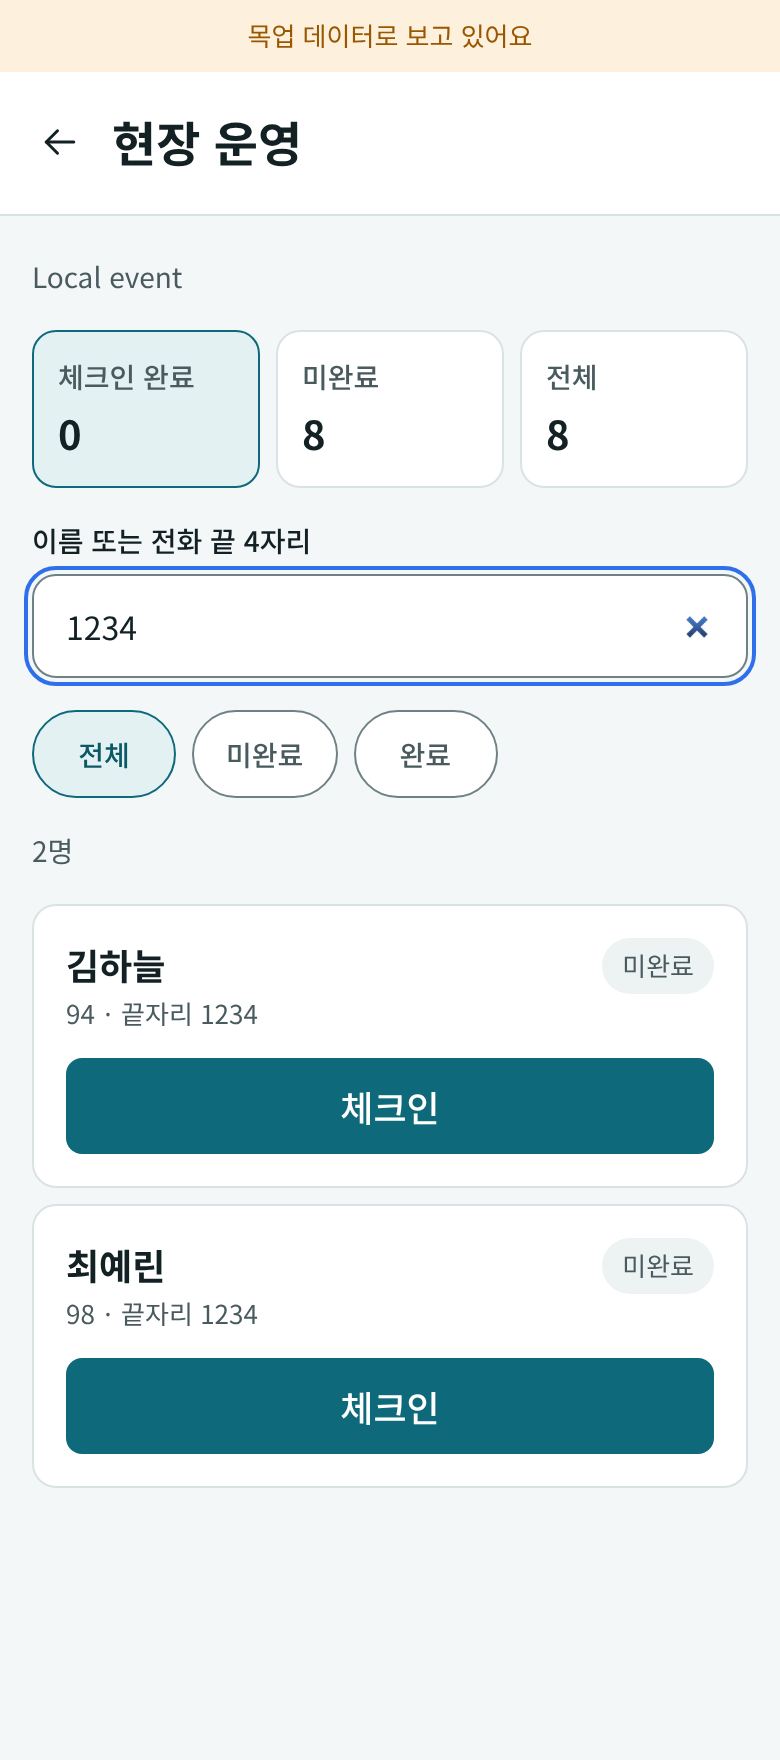 목업 데이터로 보고 있어요
현장 운영
Local event
체크인 완료
0
미완료
8
전체
8
이름 또는 전화 끝 4자리
1234
전체
미완료
완료
2명
김하늘
미완료
94 · 끝자리 1234
체크인
최예린
미완료
98 · 끝자리 1234
체크인